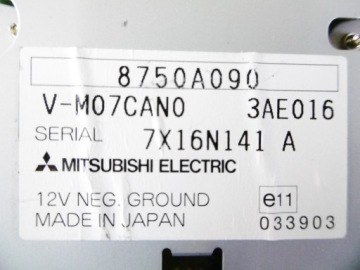 8750A090
V-M07CAN0 3AE016
SERIAL 7X16N141 A
MITSUBISHI ELECTRIC
12V NEG. GROUND e11
MADE IN JAPAN 033903